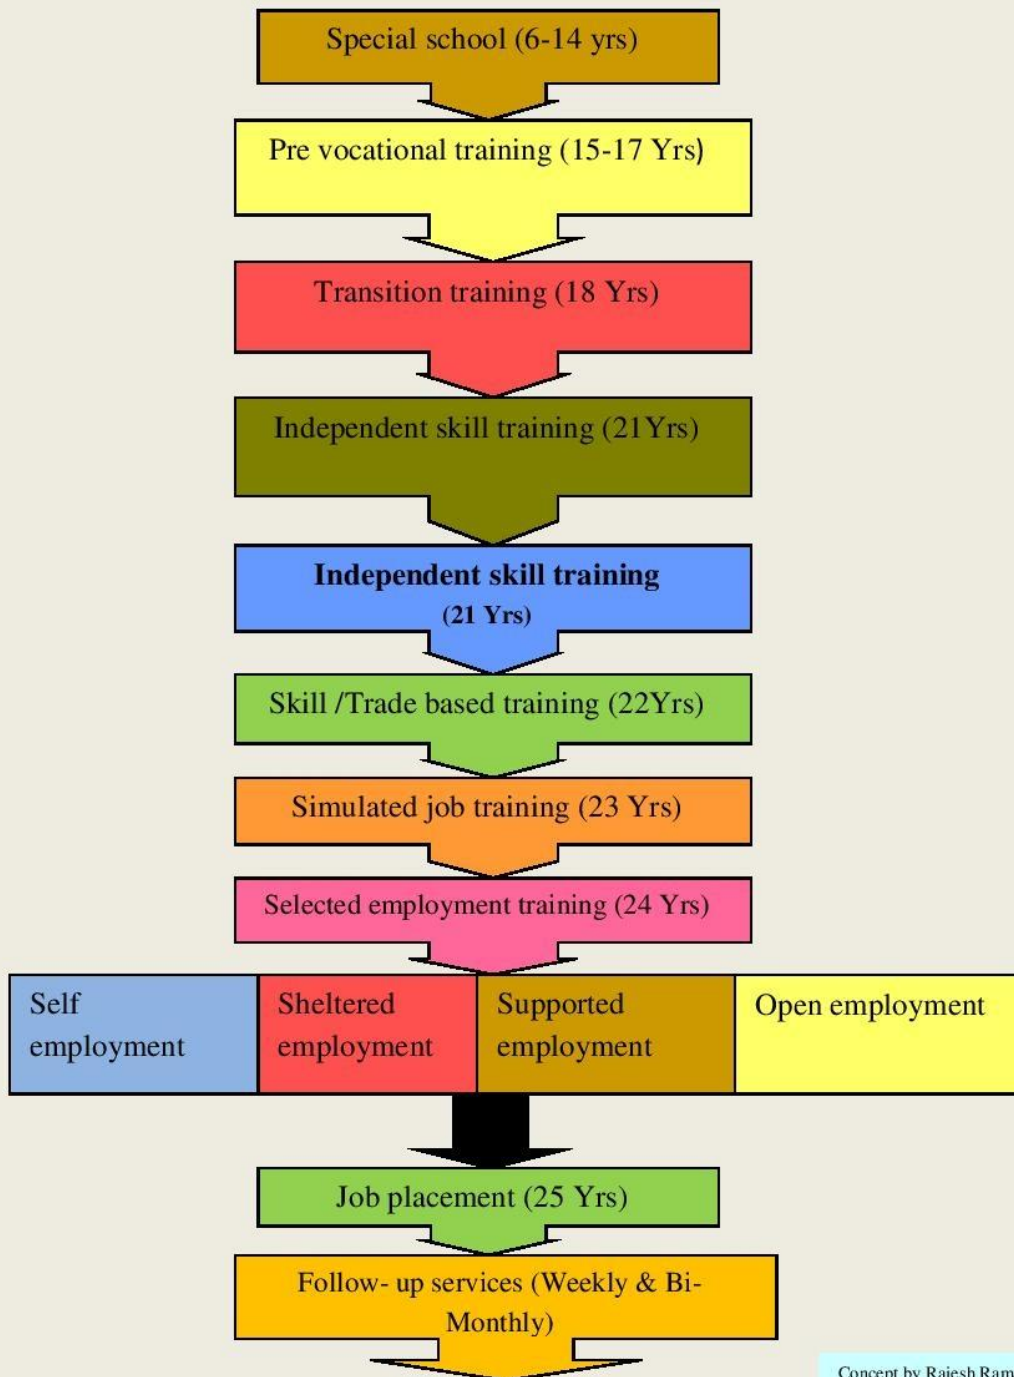 Special school (6-14 yrs)
Pre vocational training (15-17 Yrs)
Transition training (18 Yrs)
Independent skill training (21Yrs)
Independent skill training
(21 Yrs)
Skill /Trade based training (22Yrs)
Simulated job training (23 Yrs)
Selected employment training (24 Yrs)
Self
employment
Sheltered
employment
Supported
employment
Open employment
Job placement (25 Yrs)
Follow- up services (Weekly & Bi-
Monthly)
Concept by Rajesh Ram